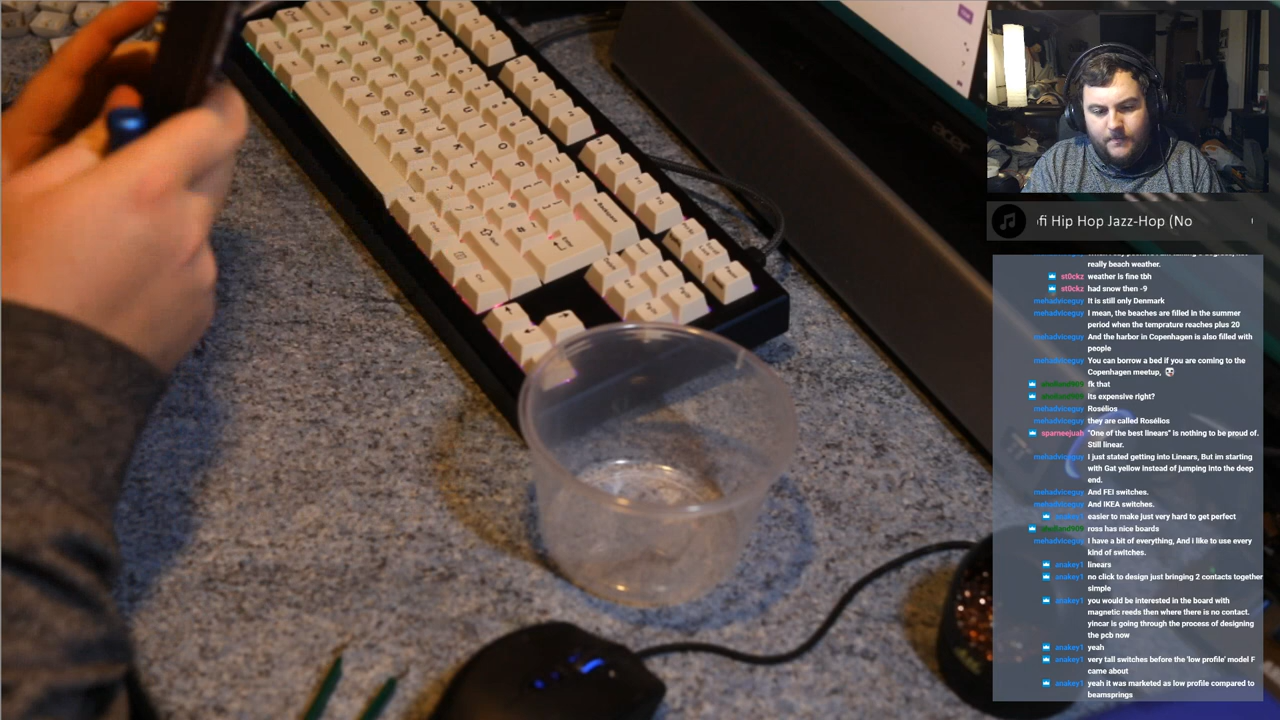 acer
fi Hip Hop Jazz-Hop (No
really beach weather.
st0ckz weather is fine tbh
st0ckz had snow then -9
mehadviceguy It is still only Denmark
mehadviceguy I mean, the beaches are filled in the summer
period when the temprature reaches plus 20
mehadviceguy And the harbor in Copenhagen is also filled with
people
mehadviceguy You can borrow a bed if you are coming to the
Copenhagen meetup,
fk that
its expensive right?
mehadviceguy Rosélios
mehadviceguy they are called Rosélios
sparneejuab "One of the best linears" is nothing to be proud of.
Still linear.
mehadviceguy I just stated getting into Linears, But im starting
with Gat yellow instead of jumping into the deep
end.
mehadviceguy And FEI switches.
mehadviceguy And IKEA switches.
anakey1 easier to make just very hard to get perfect
ross has nice boards
mehadviceguy I have a bit of everything, And i like to use every
kind of switches.
anakey1 linears
anakey1 no click to design just bringing 2 contacts together
simple
anakey1 you would be interested in the board with
magnetic reeds then where there is no contact.
yincar is going through the process of designing
the pcb now
anakey1 yeah
anakey1 very tall switches before the 'low profile' model F
came about
anakey1 yeah it was marketed as low profile compared to
beamsprings